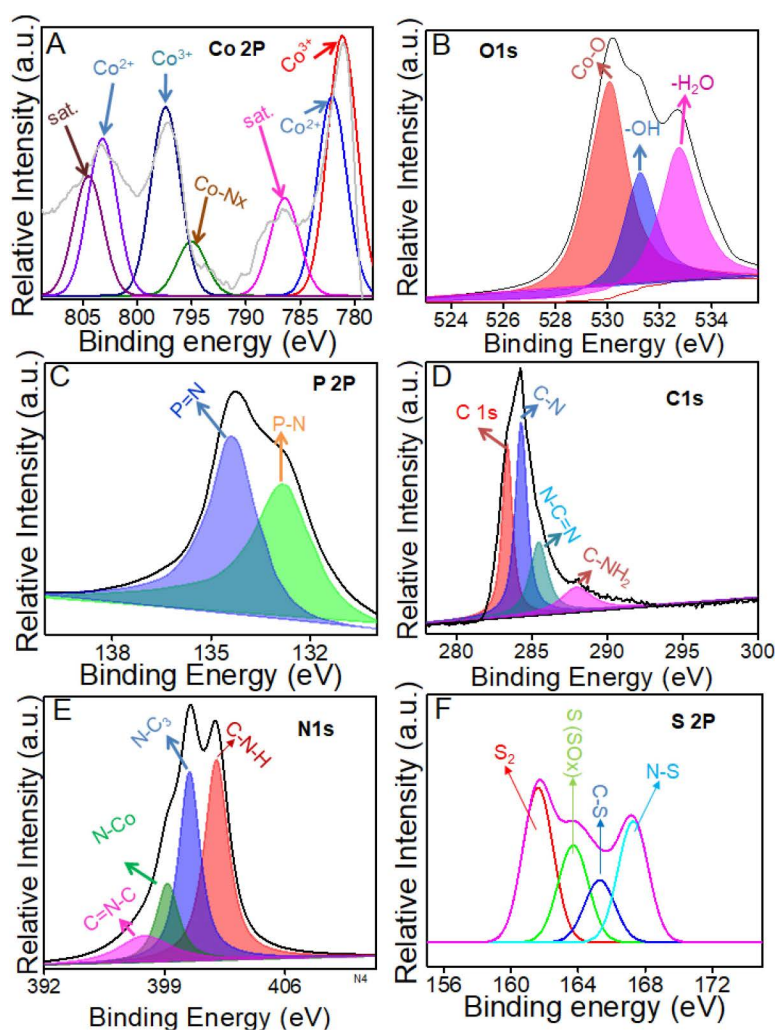 A
Co 2P
Co²⁺
Co³⁺
Co³⁺
sat.
sat.
Co²⁺
Co-Nx
Relative Intensity (a.u.)
805 800 795 790 785 780
Binding energy (eV)
B
O1s
Co-O
-H₂O
-OH
Relative Intensity (a.u.)
524 526 528 530 532 534
Binding Energy (eV)
C
P 2P
P=N
P-N
Relative Intensity (a.u.)
138 135 132
Binding Energy (eV)
D
C1s
C 1s
C-N
N-C=N
C-NH₂
Relative Intensity (a.u.)
280 285 290 295 300
Binding Energy (eV)
E
N1s
N-C₃
C-N-H
N-Co
C=N-C
Relative Intensity (a.u.)
392 399 406
N4
Binding Energy (eV)
F
S 2P
S₂
S (SOx)
C-S
N-S
Relative Intensity (a.u.)
156 160 164 168 172
Binding energy (eV)